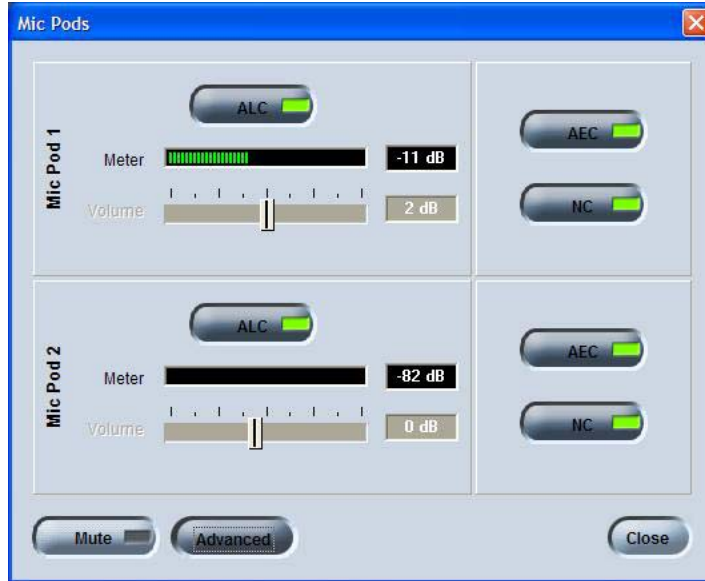 Mic Pods
Mic Pod 1
ALC
Meter
-11 dB
Volume
2 dB
AEC
NC
Mic Pod 2
ALC
Meter
-82 dB
Volume
0 dB
AEC
NC
Mute
Advanced
Close